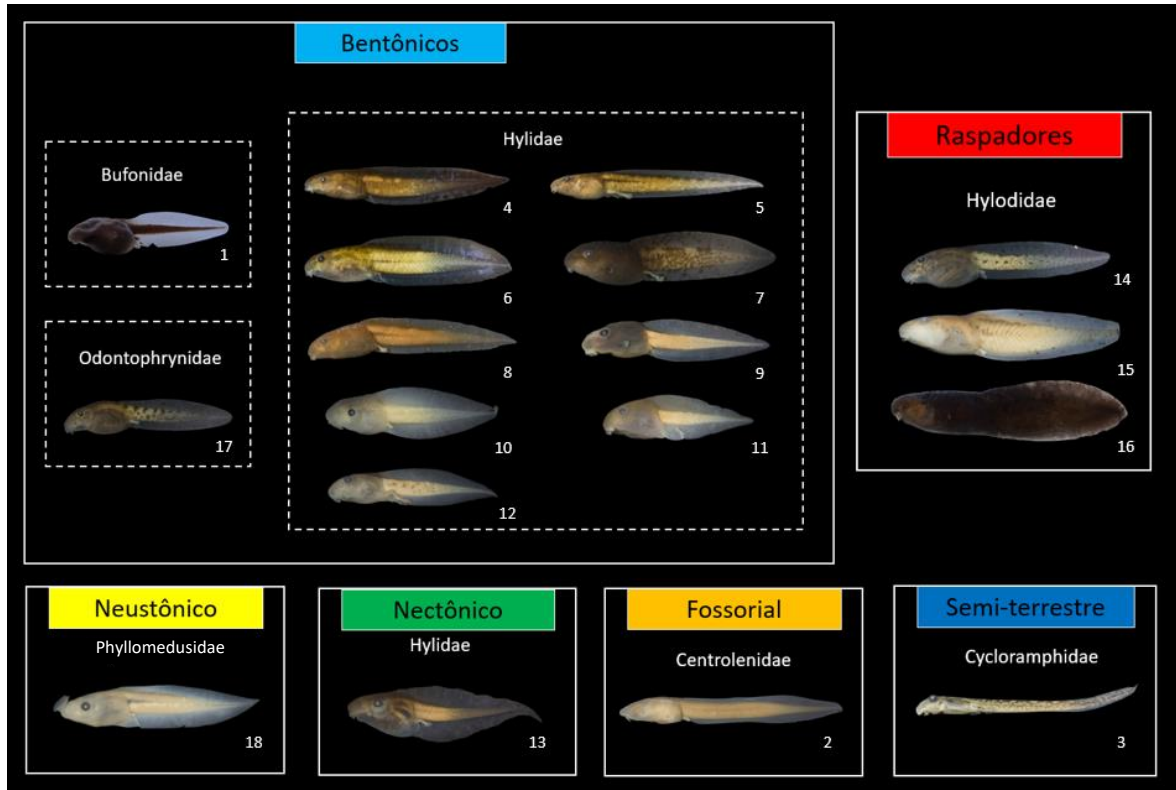 Bentônicos
Bufonidae
1
Odontophrynidae
17
Hylidae
4
5
6
7
8
9
10
11
12
Raspadores
Hylodidae
14
15
16
Neustônico
Phyllomedusidae
18
Nectônico
Hylidae
13
Fossorial
Centrolenidae
2
Semi-terrestre
Cycloramphidae
3